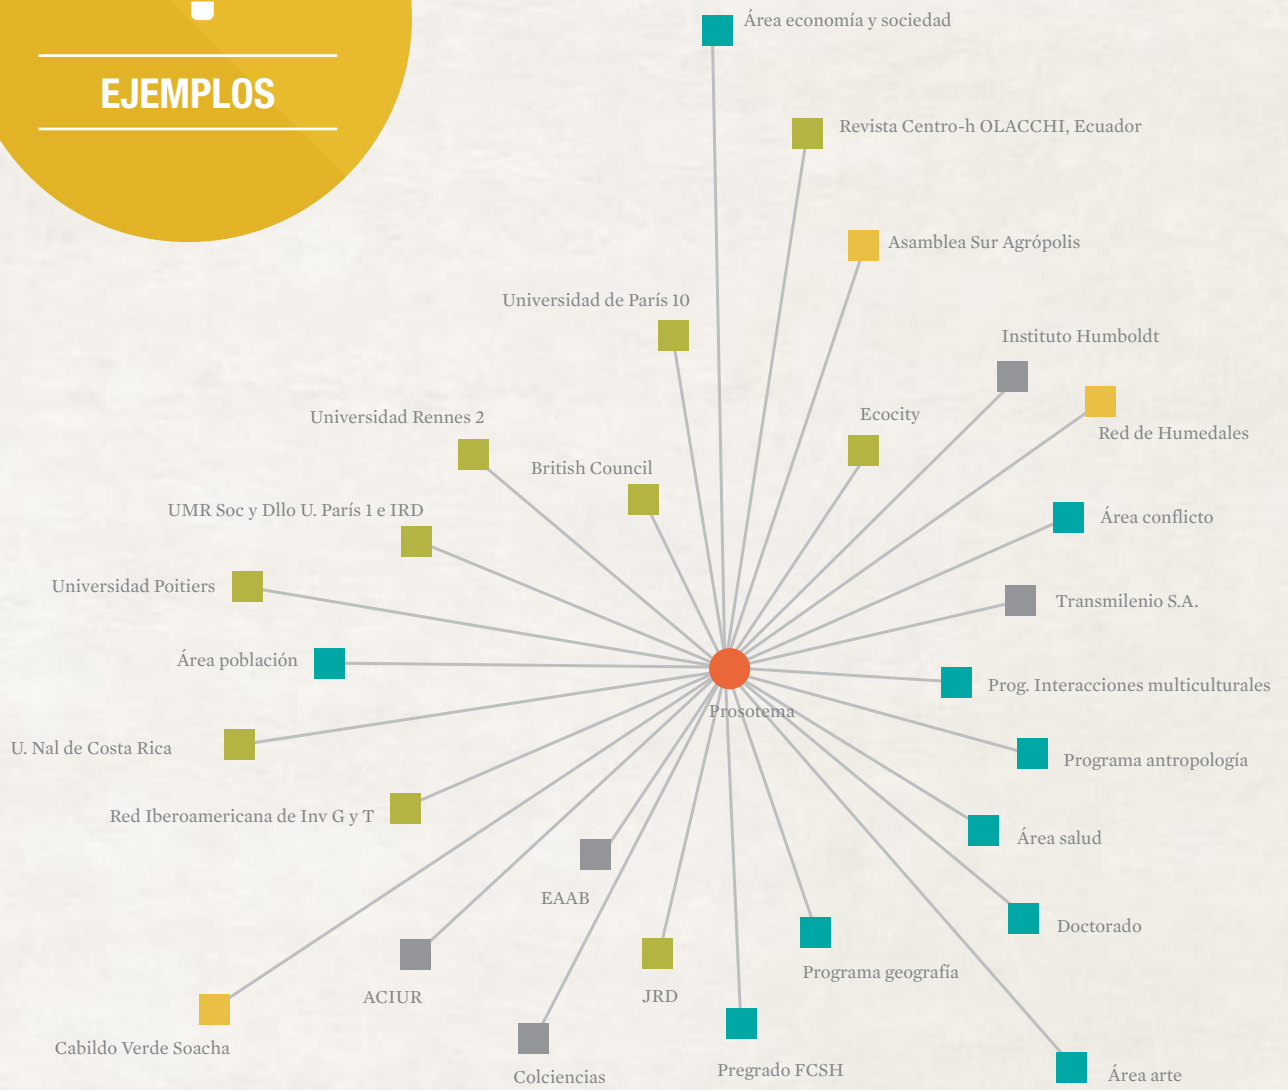 EJEMPLOS
Área economía y sociedad
Revista Centro-h OLACCHI, Ecuador
Asamblea Sur Agrópolis
Universidad de París 10
Instituto Humboldt
Universidad Rennes 2
Ecocity
Red de Humedales
British Council
UMR Soc y Dllo U. París 1 e IRD
Área conflicto
Universidad Poitiers
Transmilenio S.A.
Área población
Prog. Interacciones multiculturales
Prosotema
U. Nal de Costa Rica
Programa antropología
Red Iberoamericana de Inv G y T
Área salud
EAAB
Doctorado
Programa geografía
ACIUR
JRD
Cabildo Verde Soacha
Pregrado FCSH
Colciencias
Área arte